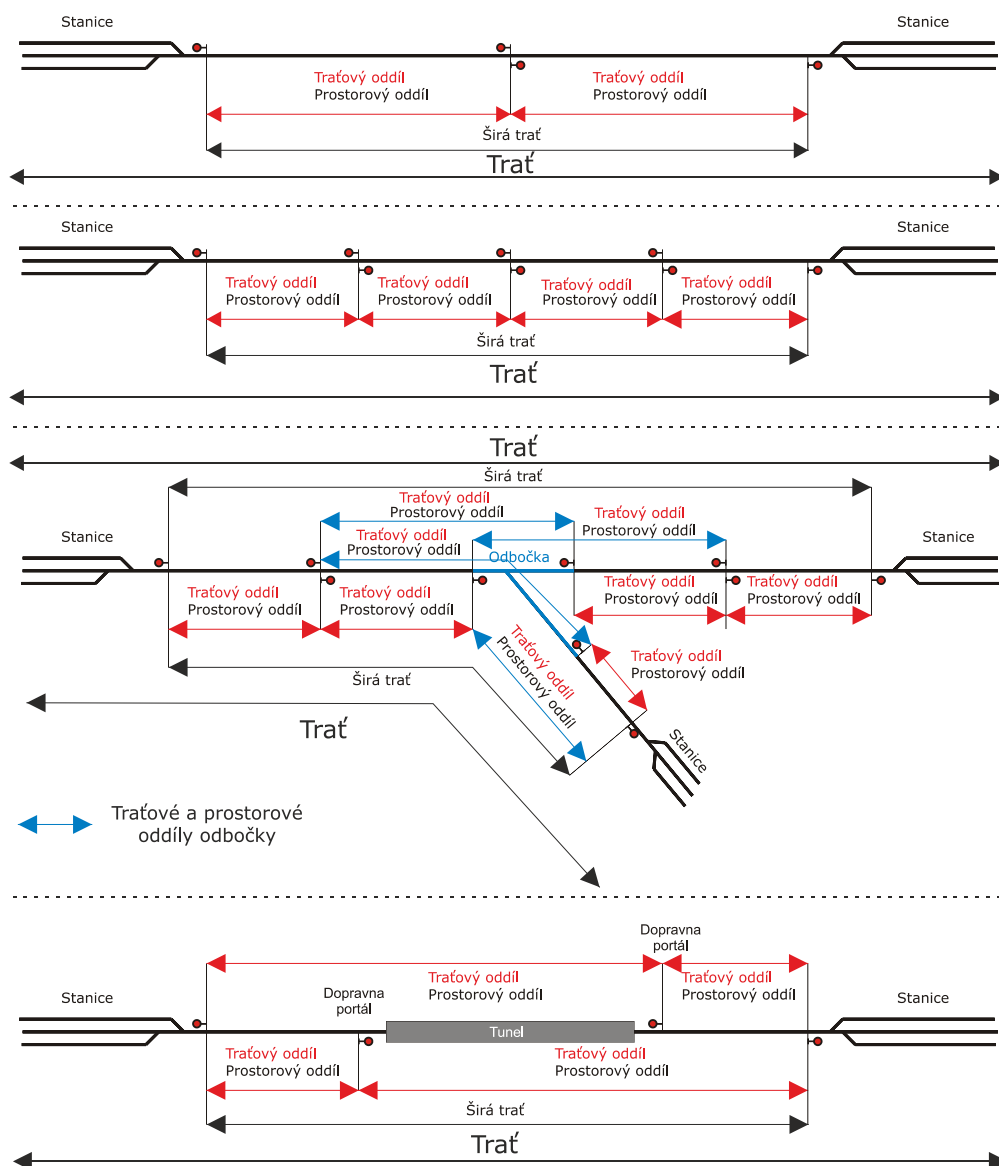 Stanice
Stanice
Traťový oddíl
Prostorový oddíl
Traťový oddíl
Prostorový oddíl
Širá trať
Trať
Stanice
Stanice
Traťový oddíl
Prostorový oddíl
Traťový oddíl
Prostorový oddíl
Traťový oddíl
Prostorový oddíl
Traťový oddíl
Prostorový oddíl
Širá trať
Trať
Trať
Širá trať
Traťový oddíl
Prostorový oddíl
Traťový oddíl
Prostorový oddíl
Traťový oddíl
Prostorový oddíl
Stanice
Odbočka
Stanice
Traťový oddíl
Prostorový oddíl
Traťový oddíl
Prostorový oddíl
Traťový oddíl
Prostorový oddíl
Traťový oddíl
Prostorový oddíl
Traťový oddíl
Prostorový oddíl
Traťový oddíl
Prostorový oddíl
Širá trať
Trať
Stanice
Traťové a prostorové
oddíly odbočky
Dopravna
portál
Traťový oddíl
Prostorový oddíl
Traťový oddíl
Prostorový oddíl
Stanice
Dopravna
portál
Stanice
Tunel
Traťový oddíl
Prostorový oddíl
Traťový oddíl
Prostorový oddíl
Širá trať
Trať